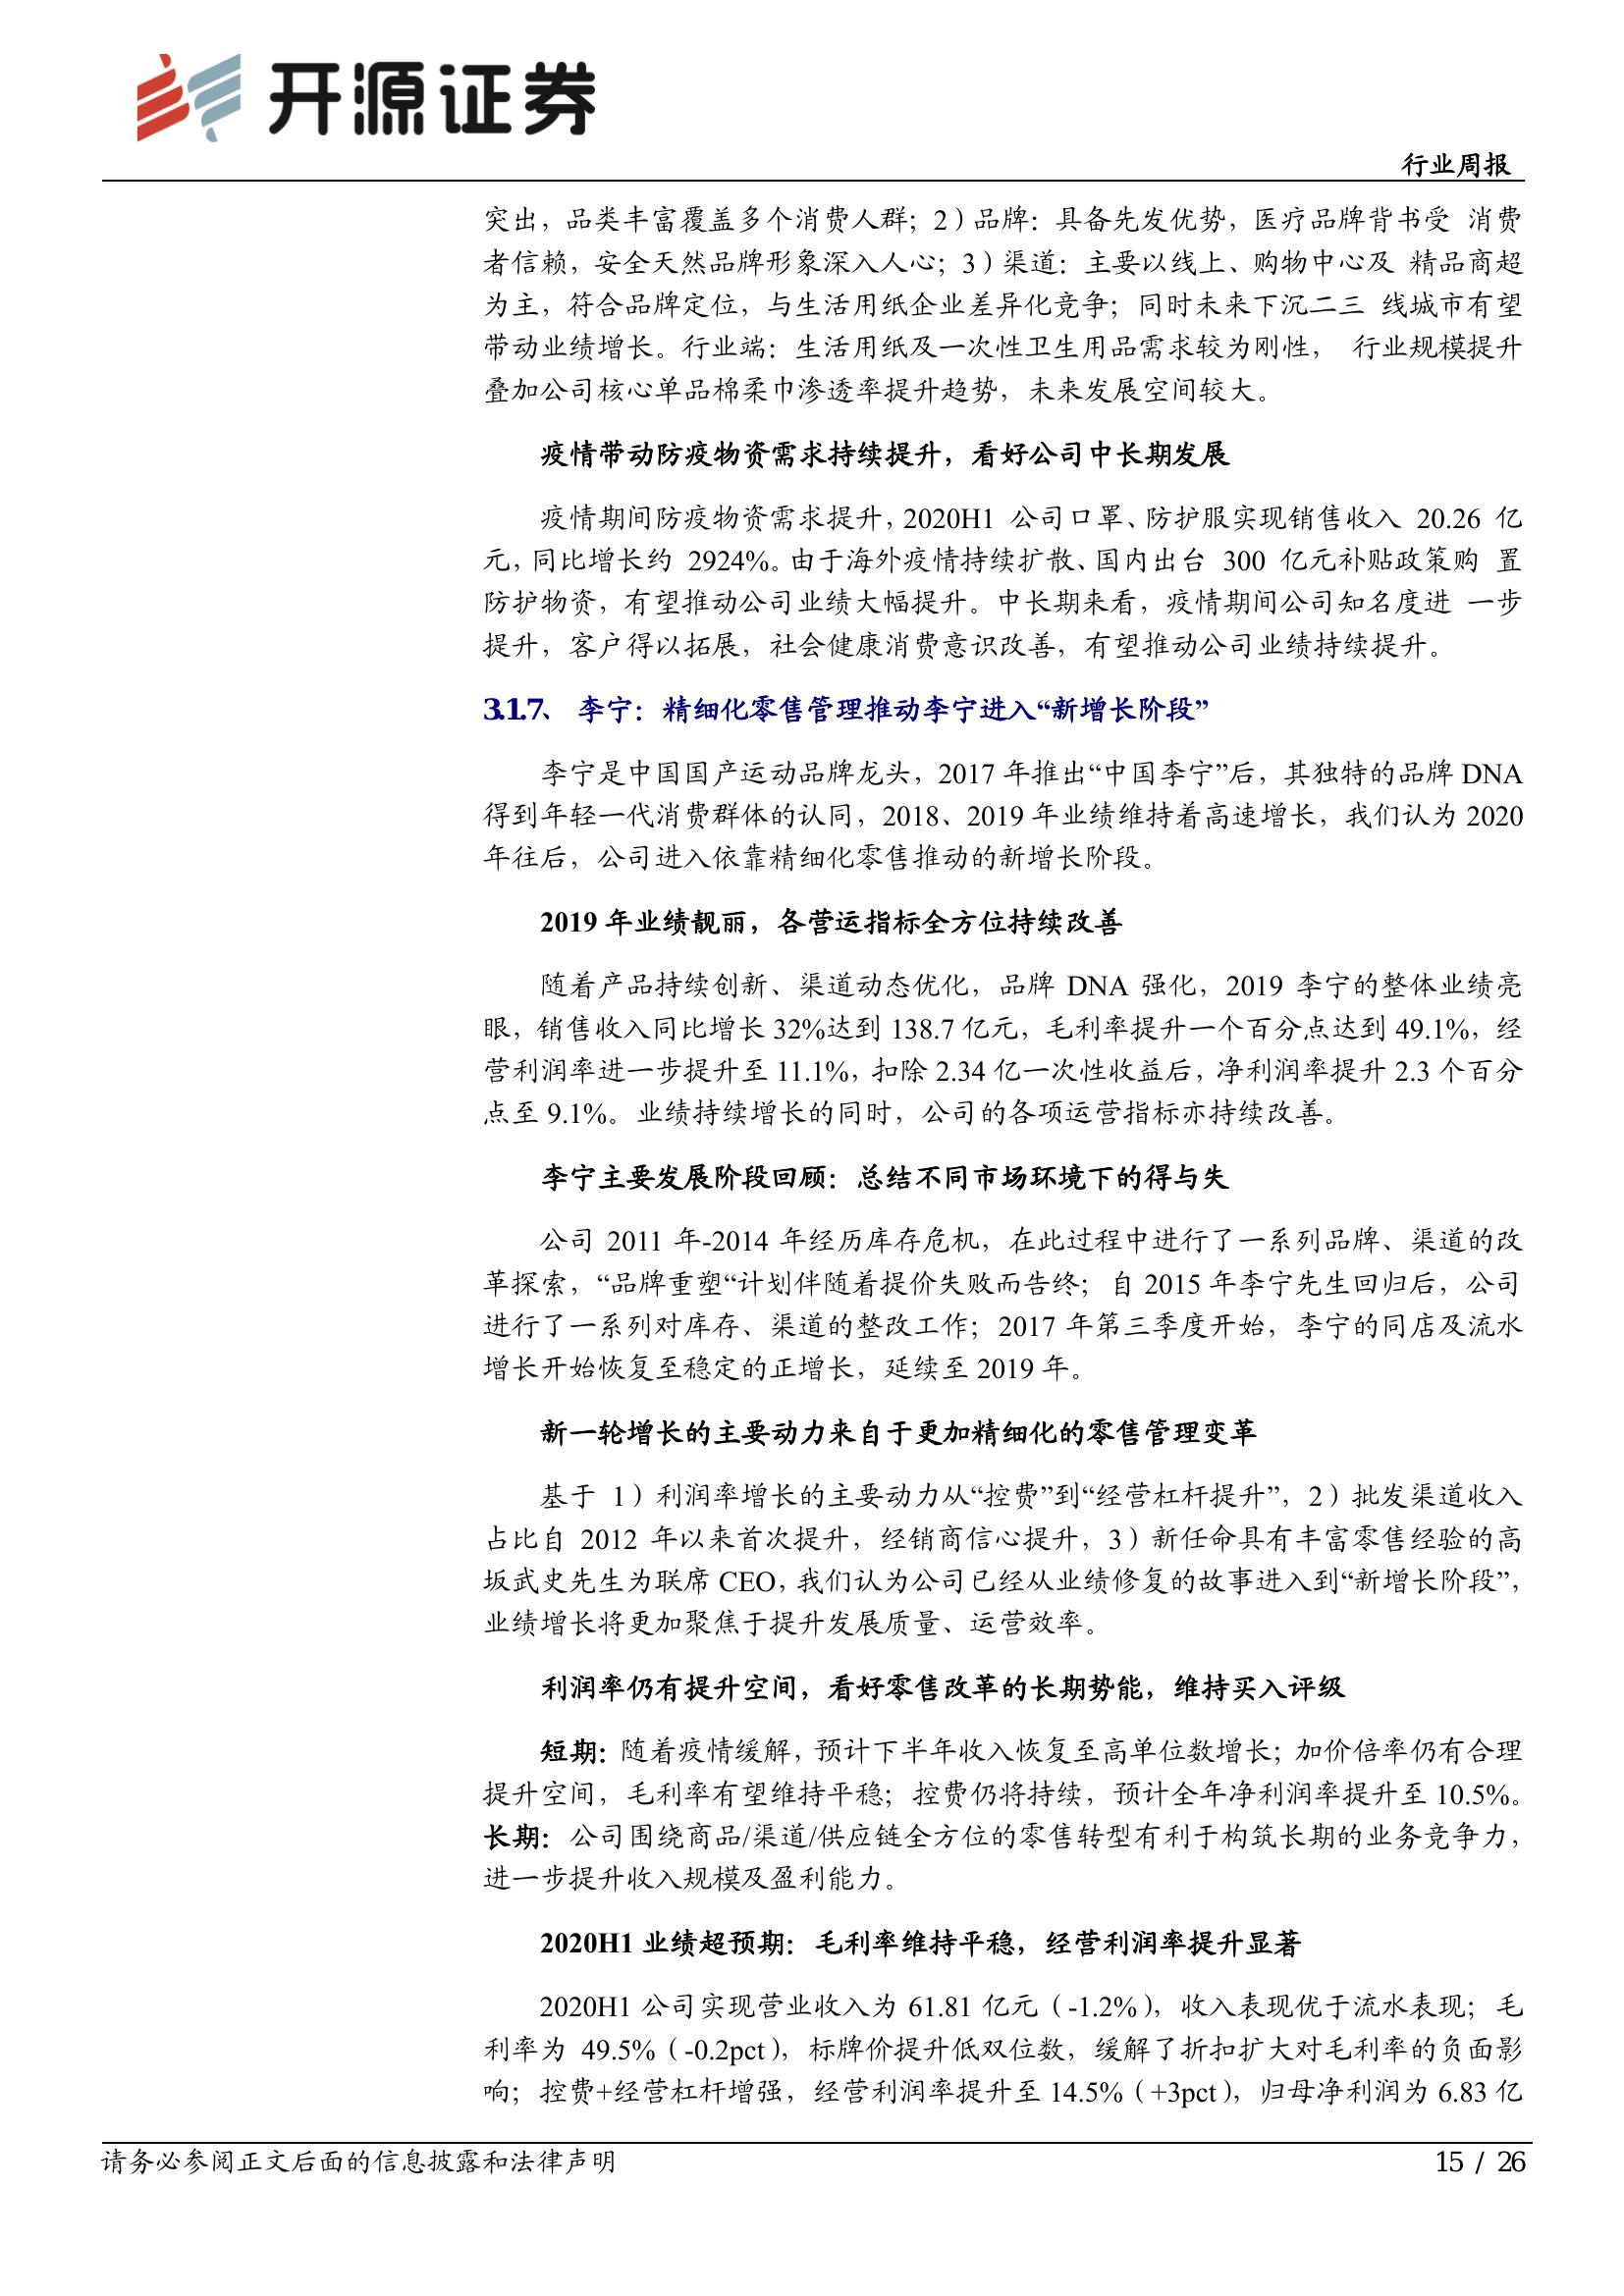 开源证券
行业周报
突出，品类丰富覆盖多个消费人群；2）品牌：具备先发优势，医疗品牌背书受 消费
者信赖，安全天然品牌形象深入人心；3）渠道：主要以线上、购物中心及 精品商超
为主，符合品牌定位，与生活用纸企业差异化竞争；同时未来下沉二三 线城市有望
带动业绩增长。行业端：生活用纸及一次性卫生用品需求较为刚性， 行业规模提升
叠加公司核心单品棉柔巾渗透率提升趋势，未来发展空间较大。
疫情带动防疫物资需求持续提升，看好公司中长期发展
疫情期间防疫物资需求提升，2020H1 公司口罩、防护服实现销售收入 20.26 亿
元，同比增长约 2924%。由于海外疫情持续扩散、国内出台 300 亿元补贴政策购 置
防护物资，有望推动公司业绩大幅提升。中长期来看，疫情期间公司知名度进 一步
提升，客户得以拓展，社会健康消费意识改善，有望推动公司业绩持续提升。
3.1.7、 李宁：精细化零售管理推动李宁进入“新增长阶段”
李宁是中国国产运动品牌龙头，2017 年推出“中国李宁”后，其独特的品牌 DNA
得到年轻一代消费群体的认同，2018、2019 年业绩维持着高速增长，我们认为 2020
年往后，公司进入依靠精细化零售推动的新增长阶段。
2019 年业绩靓丽，各营运指标全方位持续改善
随着产品持续创新、渠道动态优化，品牌 DNA 强化，2019 李宁的整体业绩亮
眼，销售收入同比增长 32%达到 138.7 亿元，毛利率提升一个百分点达到 49.1%，经
营利润率进一步提升至 11.1%，扣除 2.34 亿一次性收益后，净利润率提升 2.3 个百分
点至 9.1%。业绩持续增长的同时，公司的各项运营指标亦持续改善。
李宁主要发展阶段回顾：总结不同市场环境下的得与失
公司 2011 年-2014 年经历库存危机，在此过程中进行了一系列品牌、渠道的改
革探索，“品牌重塑“计划伴随着提价失败而告终；自 2015 年李宁先生回归后，公司
进行了一系列对库存、渠道的整改工作；2017 年第三季度开始，李宁的同店及流水
增长开始恢复至稳定的正增长，延续至 2019 年。
新一轮增长的主要动力来自于更加精细化的零售管理变革
基于 1）利润率增长的主要动力从“控费”到“经营杠杆提升”，2）批发渠道收入
占比自 2012 年以来首次提升，经销商信心提升，3）新任命具有丰富零售经验的高
坂武史先生为联席 CEO，我们认为公司已经从业绩修复的故事进入到“新增长阶段”，
业绩增长将更加聚焦于提升发展质量、运营效率。
利润率仍有提升空间，看好零售改革的长期势能，维持买入评级
短期：随着疫情缓解，预计下半年收入恢复至高单位数增长；加价倍率仍有合理
提升空间，毛利率有望维持平稳；控费仍将持续，预计全年净利润率提升至 10.5%。
长期：公司围绕商品/渠道/供应链全方位的零售转型有利于构筑长期的业务竞争力，
进一步提升收入规模及盈利能力。
2020H1 业绩超预期：毛利率维持平稳，经营利润率提升显著
2020H1 公司实现营业收入为 61.81 亿元（-1.2%），收入表现优于流水表现；毛
利率为 49.5%（-0.2pct），标牌价提升低双位数，缓解了折扣扩大对毛利率的负面影
响；控费+经营杠杆增强，经营利润率提升至 14.5%（+3pct），归母净利润为 6.83 亿
请务必参阅正文后面的信息披露和法律声明
15 / 26